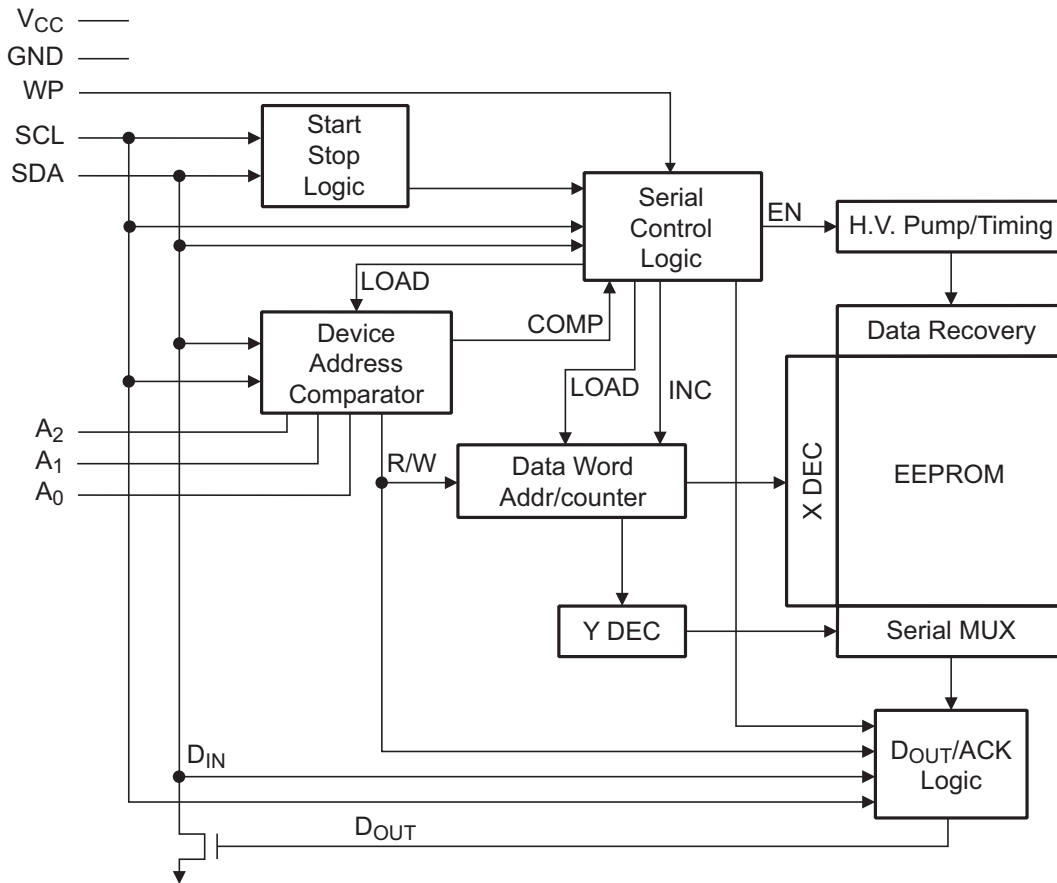 VCC
GND
WP
SCL
SDA
Start
Stop
Logic
Serial
Control
Logic
EN
H.V. Pump/Timing
LOAD
COMP
Device
Address
Comparator
Data Recovery
LOAD
INC
A2
A1
A0
R/W
Data Word
Addr/counter
X DEC
EEPROM
Y DEC
Serial MUX
DIN
DOUT/ACK
Logic
DOUT